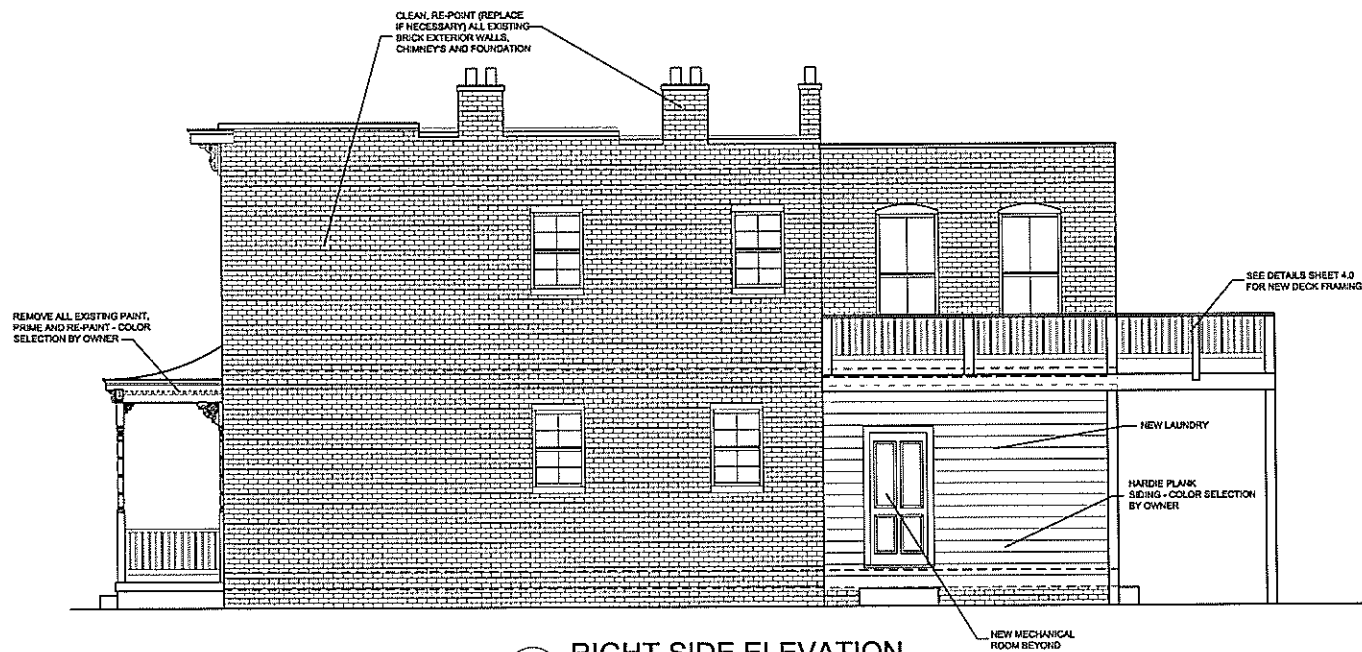 CLEAN, RE-POINT (REPLACE
IF NECESSARY) ALL EXISTING
BRICK EXTERIOR WALLS,
CHIMNEY'S AND FOUNDATION
SEE DETAILS SHEET 4.0
FOR NEW DECK FRAMING
REMOVE ALL EXISTING PAINT,
PRIME AND RE-PAINT - COLOR
SELECTION BY OWNER
NEW LAUNDRY
HARDIE PLANK
SIDING - COLOR SELECTION
BY OWNER
NEW MECHANICAL
ROOM BEYOND
RIGHT SIDE ELEVATION